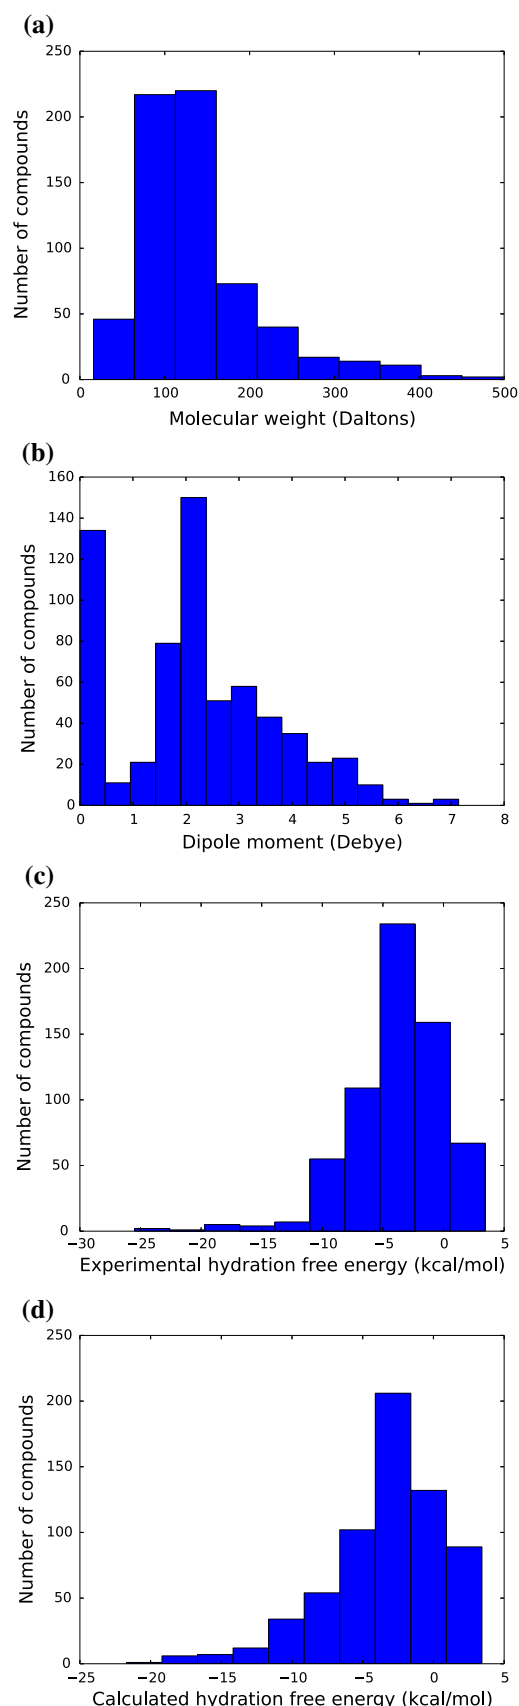 (a)
250
200
150
100
50
0
Number of compounds
0 100 200 300 400 500
Molecular weight (Daltons)
(b)
160
140
120
100
80
60
40
20
0
Number of compounds
0 1 2 3 4 5 6 7 8
Dipole moment (Debye)
(c)
250
200
150
100
50
0
Number of compounds
−30 −25 −20 −15 −10 −5 0 5
Experimental hydration free energy (kcal/mol)
(d)
250
200
150
100
50
0
Number of compounds
−25 −20 −15 −10 −5 0 5
Calculated hydration free energy (kcal/mol)